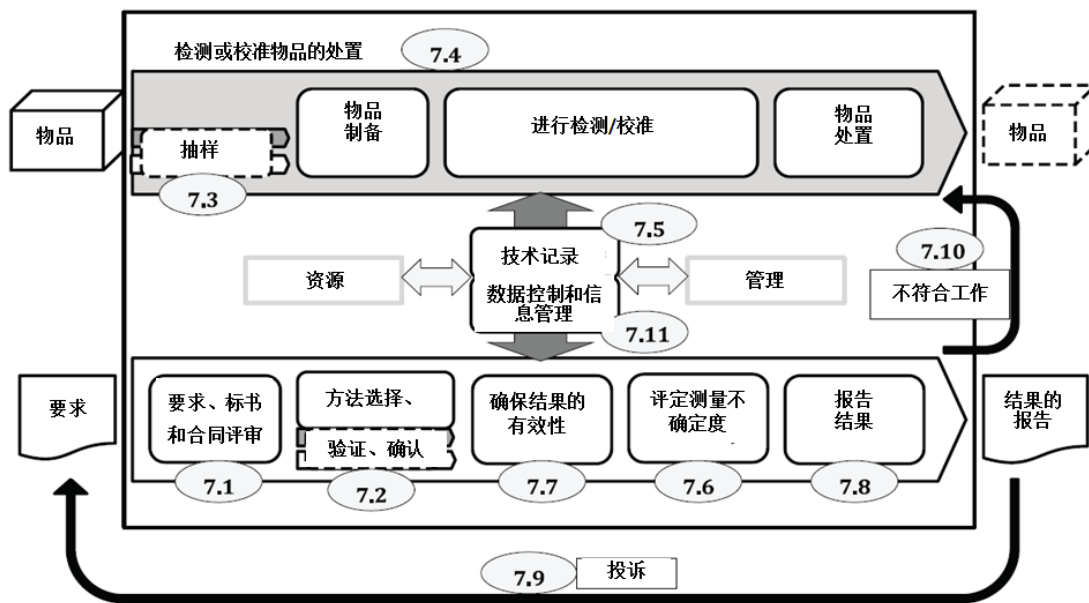 检测或校准物品的处置
7.4
物品
抽样
7.3
物品
制备
进行检测/校准
物品
处置
物品
7.5
技术记录
数据控制和信
息管理
7.11
资源
管理
7.10
不符合工作
要求
要求、标书
和合同评审
7.1
方法选择、
验证、确认
7.2
确保结果的
有效性
7.7
评定测量不
确定度
7.6
报告
结果
7.8
结果的
报告
7.9
投诉